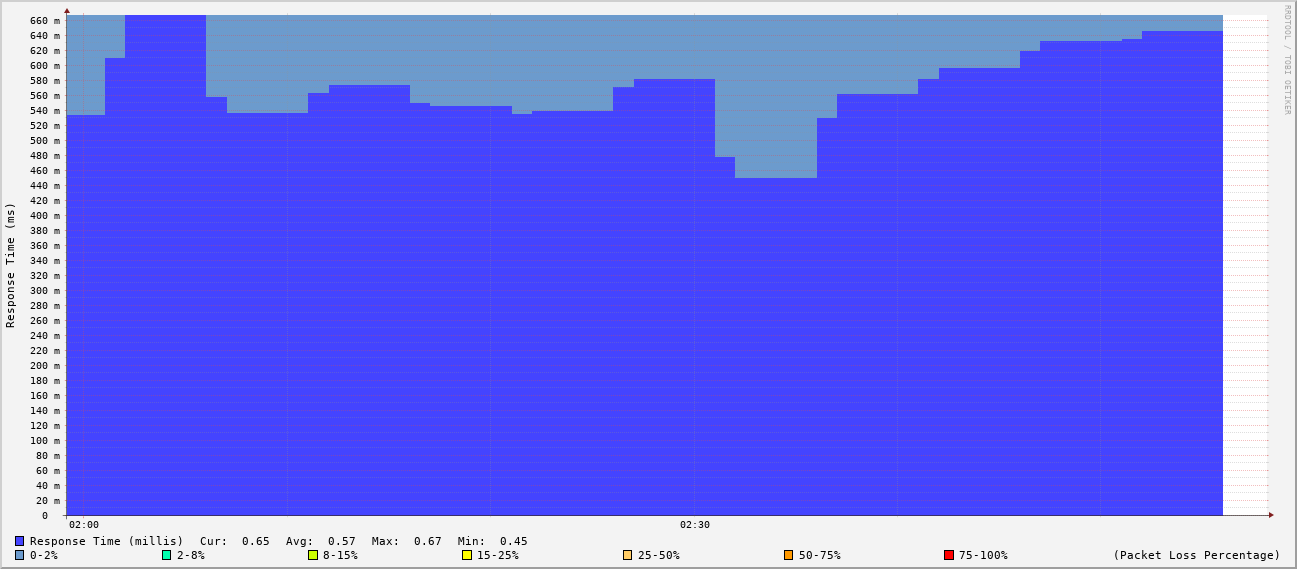 660 m
640 m
620 m
600 m
580 m
560 m
540 m
520 m
500 m
480 m
460 m
440 m
420 m
400 m
380 m
360 m
340 m
320 m
300 m
280 m
260 m
240 m
220 m
200 m
180 m
160 m
140 m
120 m
100 m
80 m
60 m
40 m
20 m
0
Response Time (ms)
RRDTOOL / TOBI OETIKER
02:00 02:30
Response Time (millis) Cur: 0.65 Avg: 0.57 Max: 0.67 Min: 0.45
0-2% 2-8% 8-15% 15-25% 25-50% 50-75% 75-100% (Packet Loss Percentage)